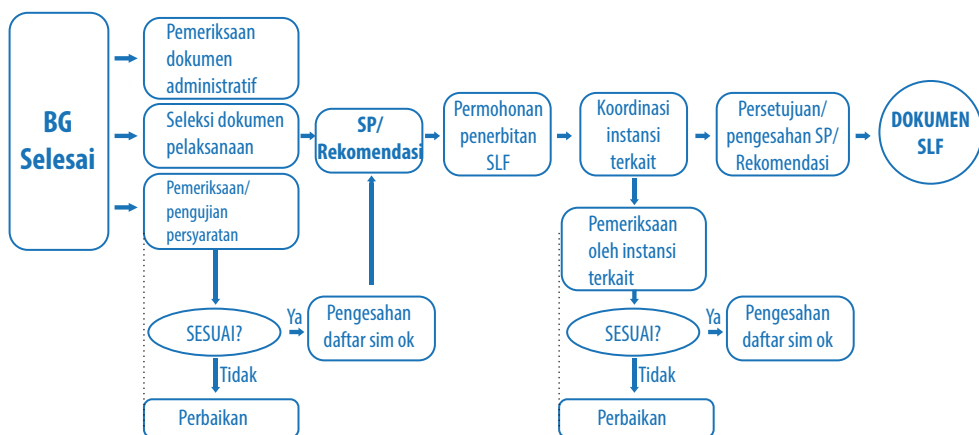 BG
Selesai
Pemeriksaan
dokumen
administratif
Seleksi dokumen
pelaksanaan
Pemeriksaan/
pengujian
persyaratan
SESUAI?
Ya
Pengesahan
daftar sim ok
Tidak
Perbaikan
SP/
Rekomendasi
Permohonan
penerbitan
SLF
Koordinasi
instansi
terkait
Pemeriksaan
oleh instansi
terkait
SESUAI?
Ya
Pengesahan
daftar sim ok
Tidak
Perbaikan
Persetujuan/
pengesahan SP/
Rekomendasi
DOKUMEN
SLF